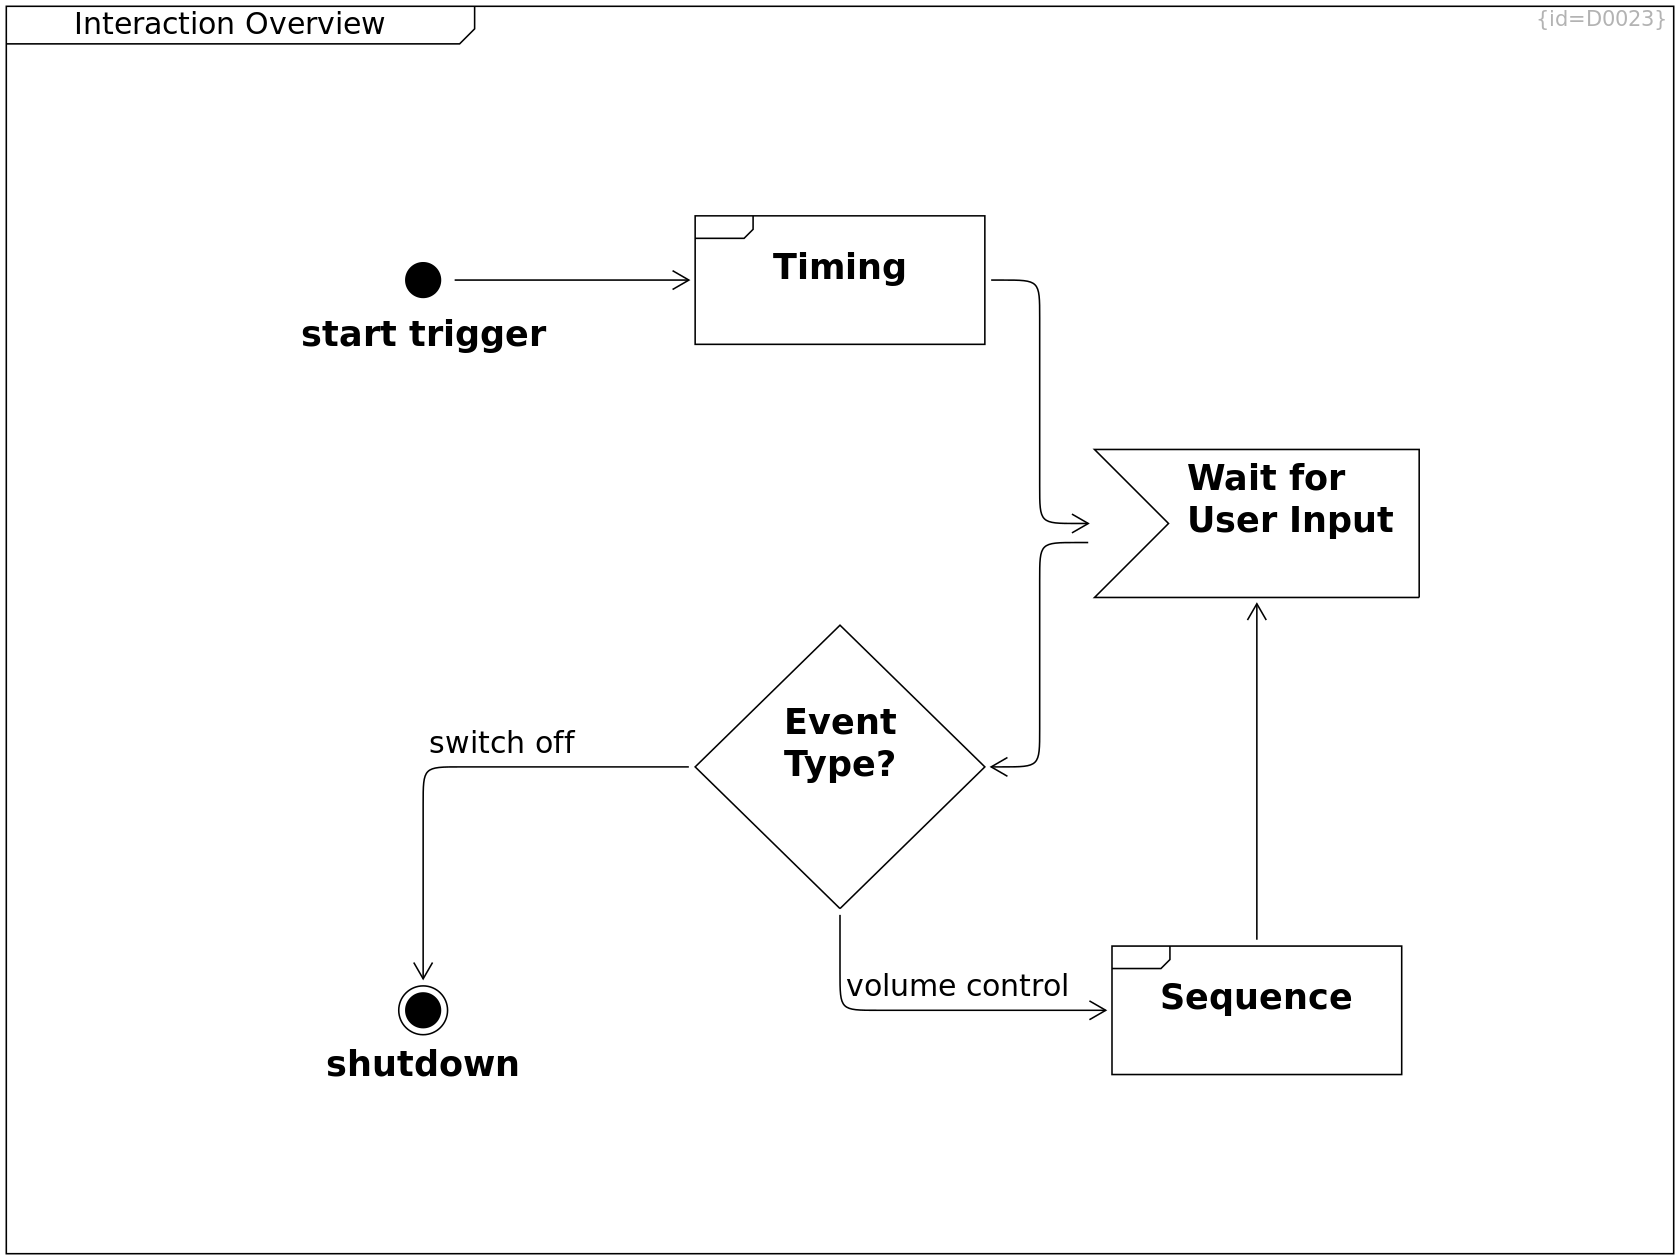 Interaction Overview
{id=D0023}
Timing
start trigger
Wait for
User Input
Event
Type?
switch off
volume control
Sequence
shutdown